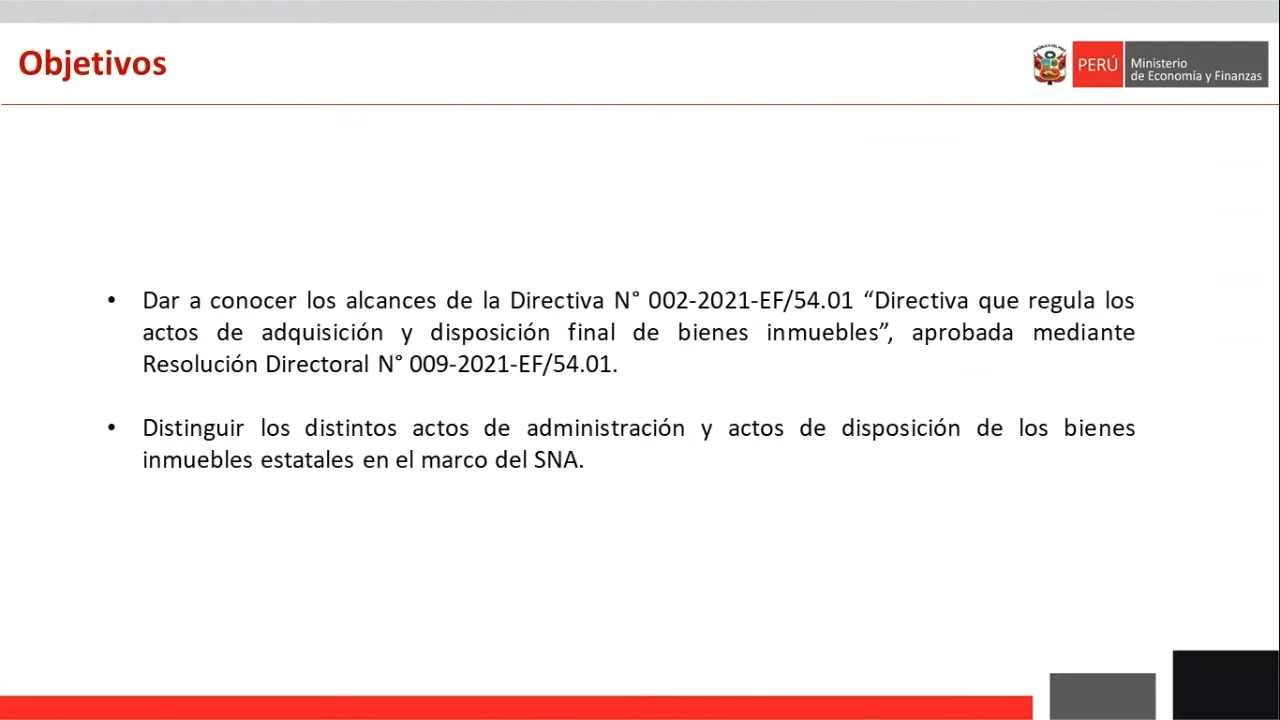 Objetivos
PERÚ
Ministerio
de Economía y Finanzas
• Dar a conocer los alcances de la Directiva N° 002-2021-EF/54.01 “Directiva que regula los
actos de adquisición y disposición final de bienes inmuebles”, aprobada mediante
Resolución Directoral N° 009-2021-EF/54.01.
• Distinguir los distintos actos de administración y actos de disposición de los bienes
inmuebles estatales en el marco del SNA.